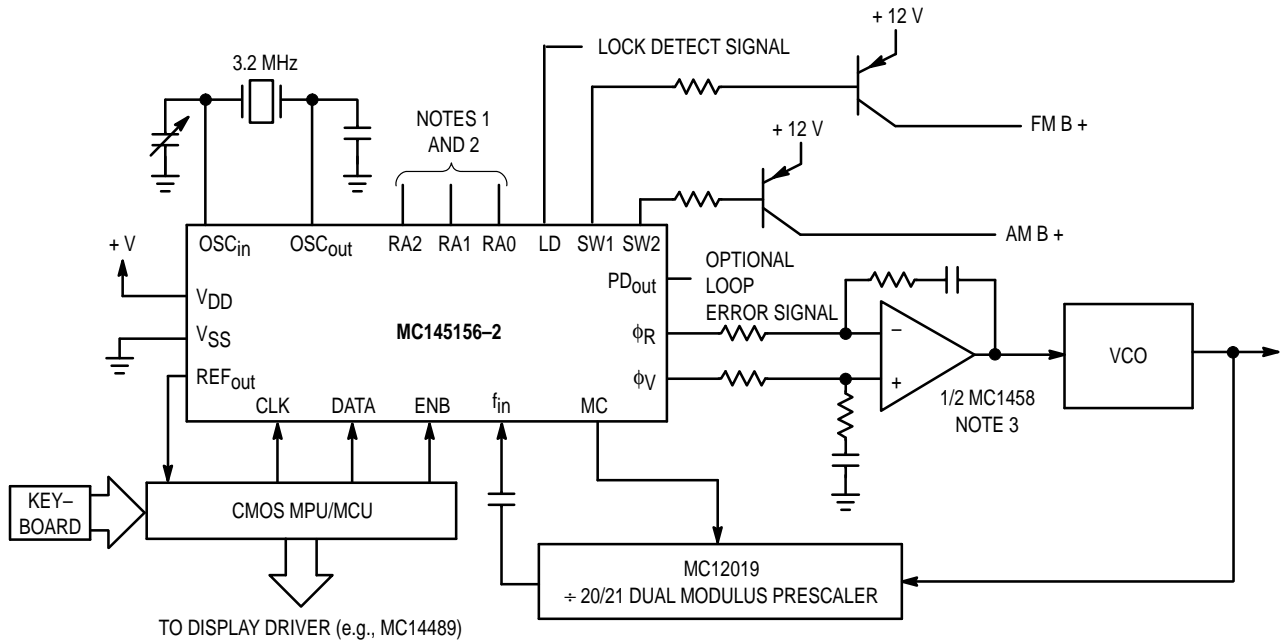 + 12 V
LOCK DETECT SIGNAL
3.2 MHz
NOTES 1
AND 2
+ 12 V
FM B +
AM B +
+ V
OSCin
OSCout
RA2
RA1
RA0
LD
SW1
SW2
PDout
OPTIONAL
LOOP
ERROR SIGNAL
VDD
VSS
MC145156–2
ϕR
ϕV
–
+
VCO
1/2 MC1458
NOTE 3
REFout
CLK
DATA
ENB
fin
MC
KEY–
BOARD
CMOS MPU/MCU
MC12019
÷ 20/21 DUAL MODULUS PRESCALER
TO DISPLAY DRIVER (e.g., MC14489)